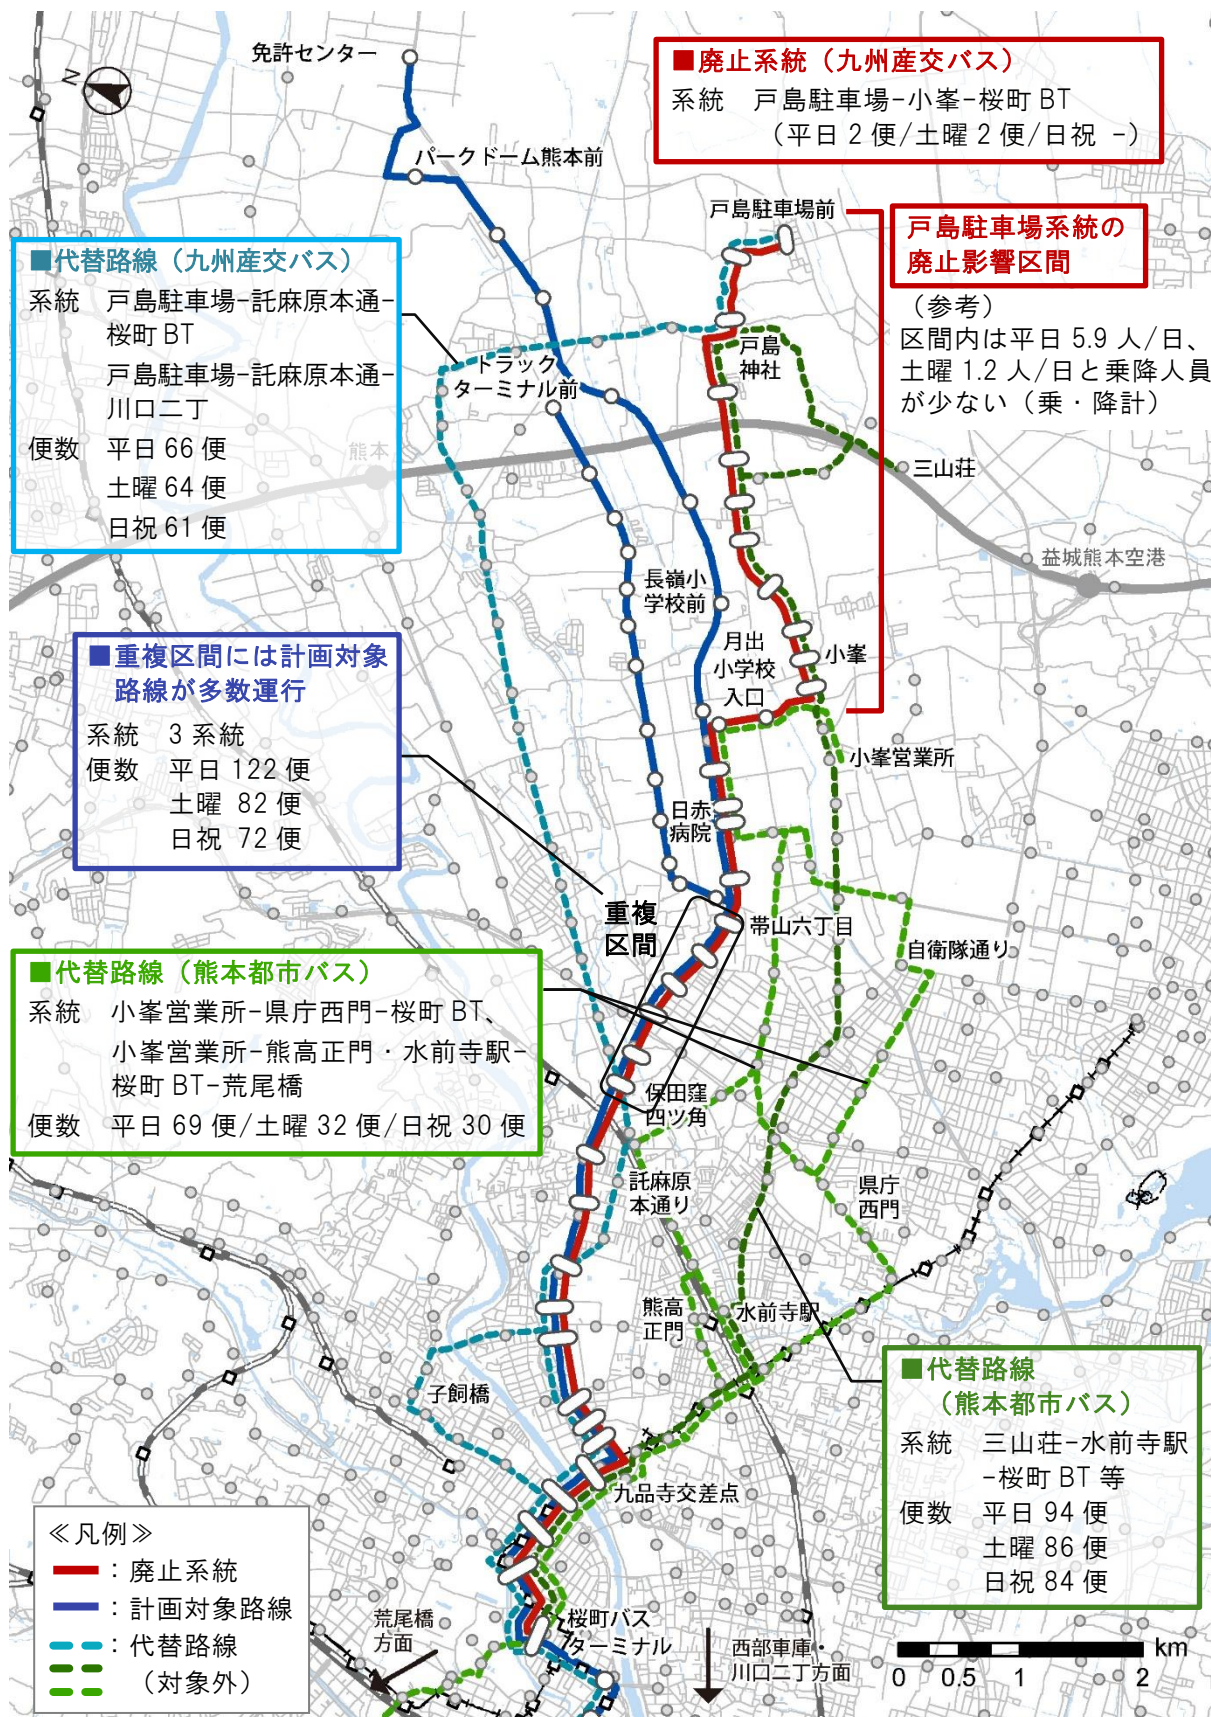 免許センター
N
■廃止系統（九州産交バス）
系統　戸島駐車場-小峯-桜町 BT
（平日 2 便/土曜 2 便/日祝 -）
パークドーム熊本前
戸島駐車場前
戸島駐車場系統の
廃止影響区間
（参考）
区間内は平日 5.9 人/日、
土曜 1.2 人/日と乗降人員
が少ない（乗・降計）
■代替路線（九州産交バス）
系統　戸島駐車場-託麻原本通-
桜町 BT
戸島駐車場-託麻原本通-
川口二丁
便数　平日 66 便
土曜 64 便
日祝 61 便
トラック
ターミナル前
戸島
神社
熊本
三山荘
益城熊本空港
長嶺小
学校前
月出
小学校
入口
小峯
小峯営業所
■重複区間には計画対象
路線が多数運行
系統　3 系統
便数　平日 122 便
土曜 82 便
日祝 72 便
日赤
病院
重複
区間
帯山六丁目
自衛隊通り
■代替路線（熊本都市バス）
系統　小峯営業所-県庁西門-桜町 BT、
小峯営業所-熊高正門・水前寺駅-
桜町 BT-荒尾橋
便数　平日 69 便/土曜 32 便/日祝 30 便
保田窪
四ツ角
託麻原
本通り
県庁
西門
熊高
正門
水前寺駅
子飼橋
九品寺交差点
■代替路線
（熊本都市バス）
系統　三山荘-水前寺駅
-桜町 BT 等
便数　平日 94 便
土曜 86 便
日祝 84 便
≪凡例≫
：廃止系統
：計画対象路線
：代替路線
（対象外）
荒尾橋
方面
桜町バス
ターミナル
西部車庫・
川口二丁方面
km
0 0.5 1 2